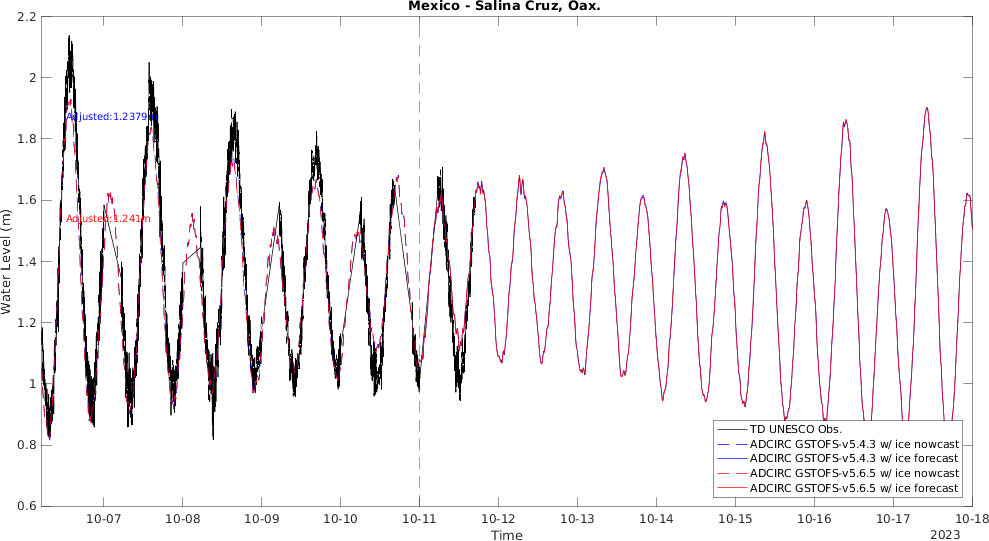 Mexico - Salina Cruz, Oax.
2.2
2
1.8
1.6
1.4
1.2
1
0.8
0.6
Water Level (m)
Adjusted:1.2379m
Adjusted:1.241m
TD UNESCO Obs.
ADCIRC GSTOFS-v5.4.3 w/ ice nowcast
ADCIRC GSTOFS-v5.4.3 w/ ice forecast
ADCIRC GSTOFS-v5.6.5 w/ ice nowcast
ADCIRC GSTOFS-v5.6.5 w/ ice forecast
10-07 10-08 10-09 10-10 10-11 10-12 10-13 10-14 10-15 10-16 10-17 10-18
Time 2023